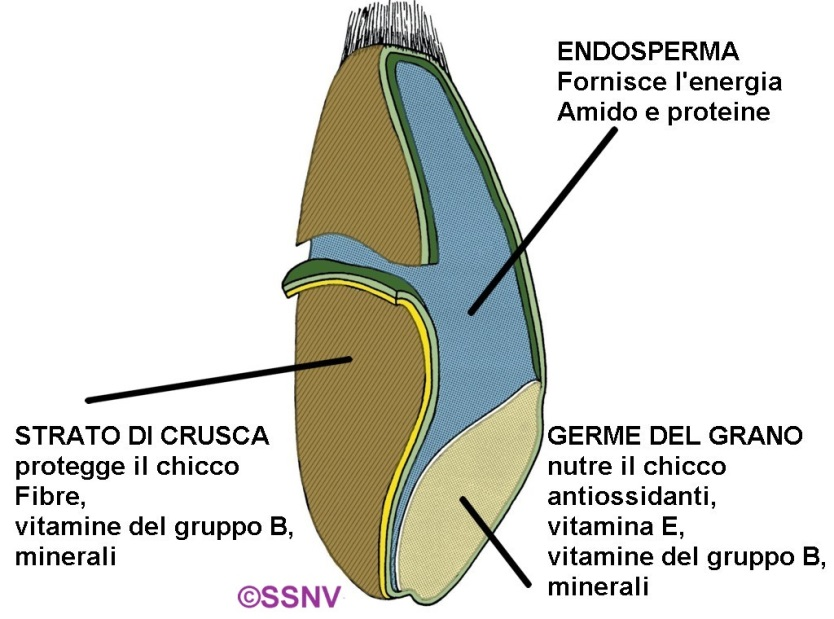 ENDOSPERMA
Fornisce l'energia
Amido e proteine
STRATO DI CRUSCA
protegge il chicco
Fibre,
vitamine del gruppo B,
minerali
GERME DEL GRANO
nutre il chicco
antiossidanti,
vitamina E,
vitamine del gruppo B,
minerali
©SSNV